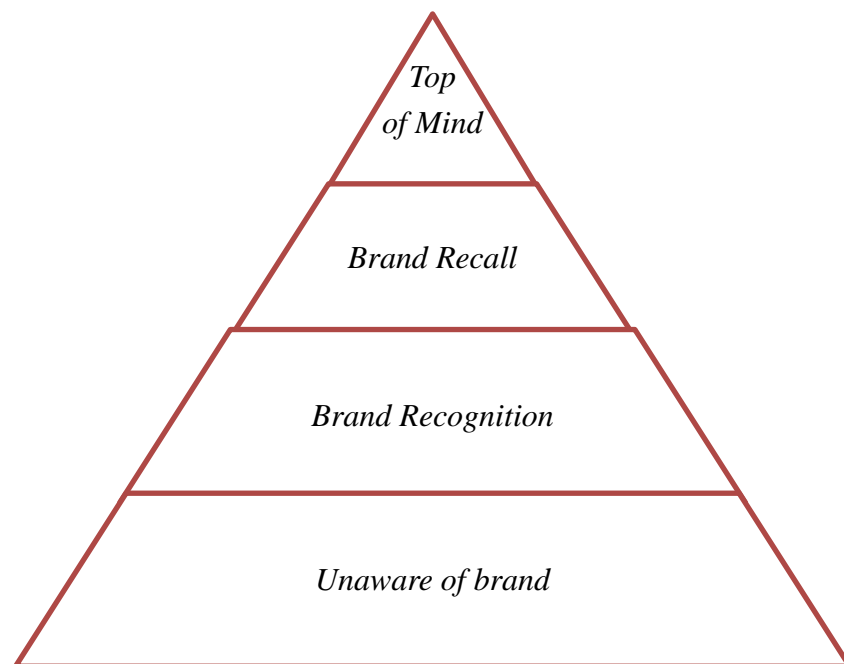 Top
of Mind
Brand Recall
Brand Recognition
Unaware of brand